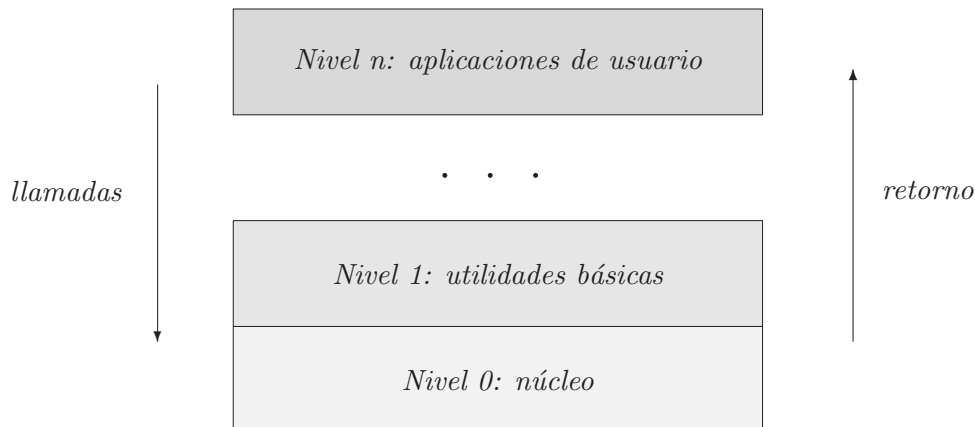 Nivel n: aplicaciones de usuario
. . .
llamadas
retorno
Nivel 1: utilidades básicas
Nivel 0: núcleo